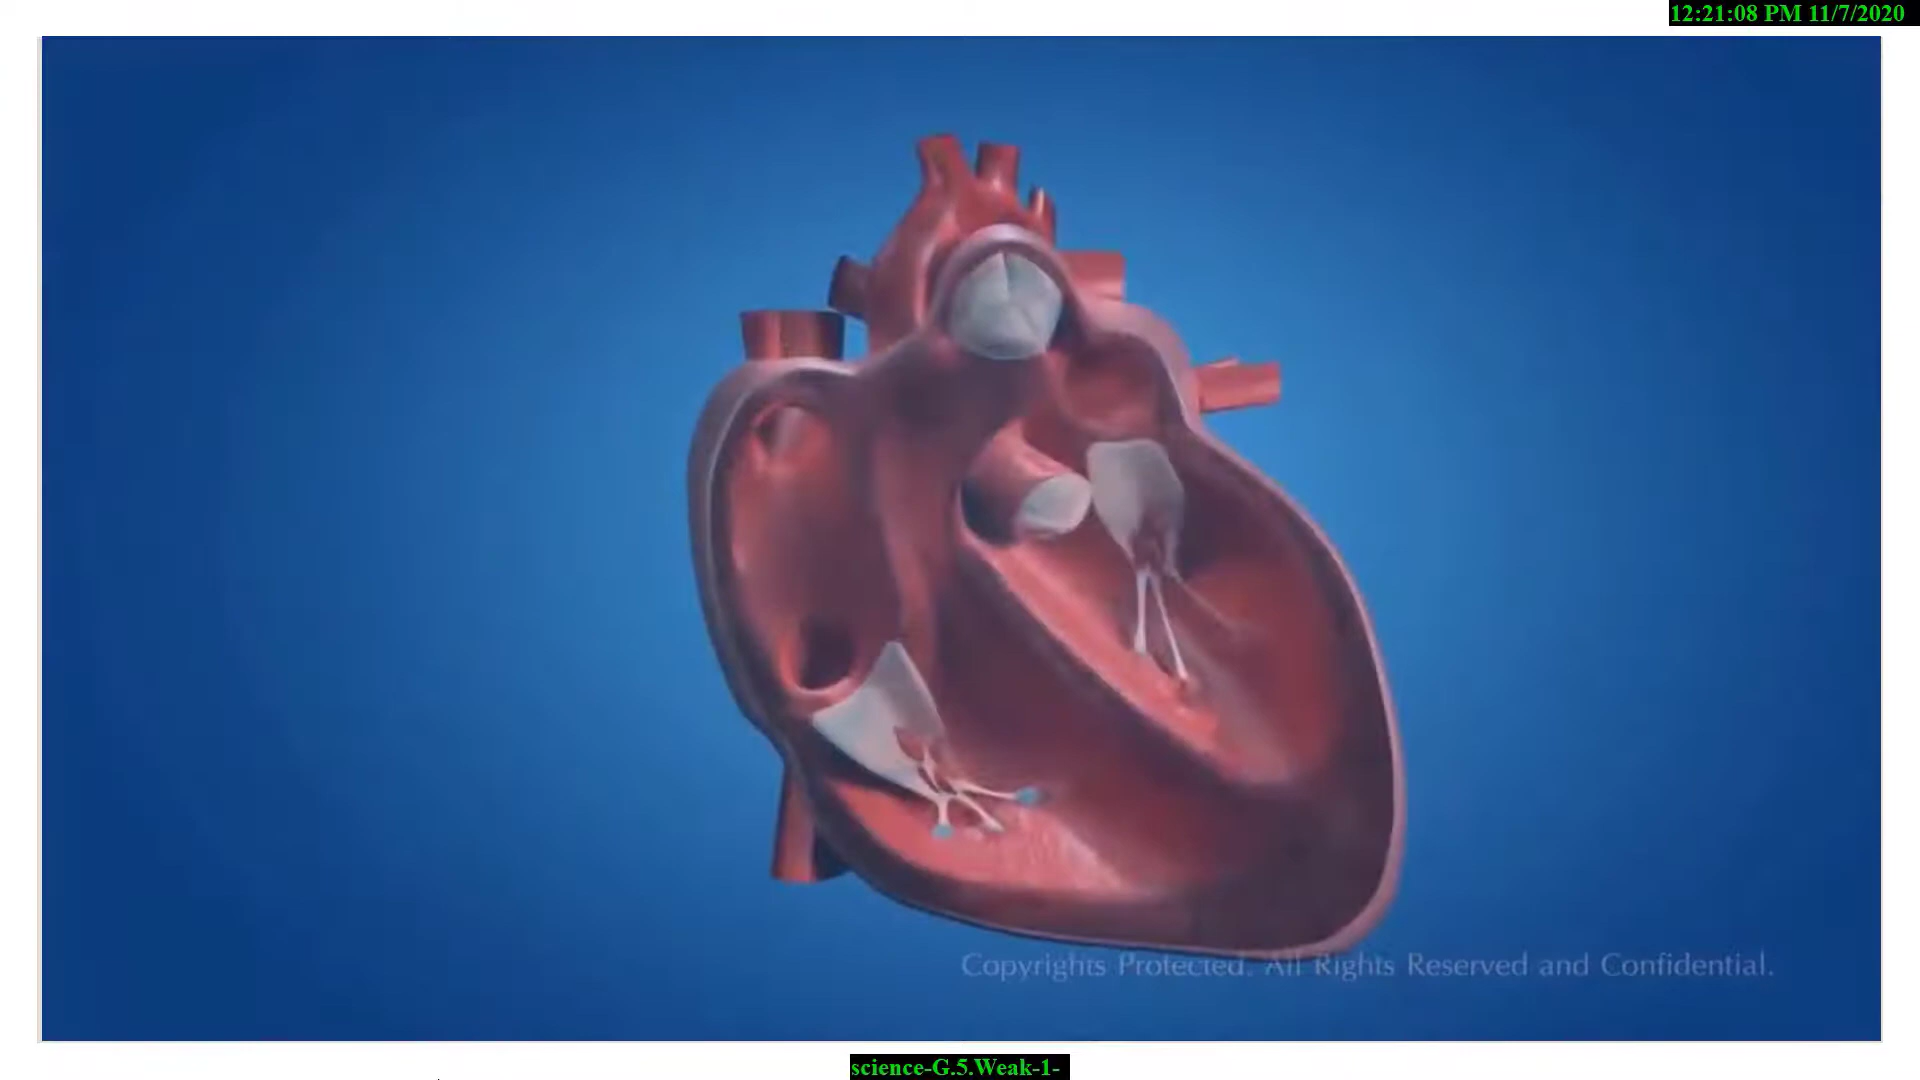 12:21:08 PM 11/7/2020
Copyrights Protected. All Rights Reserved and Confidential.
science-G.5.Weak-1-